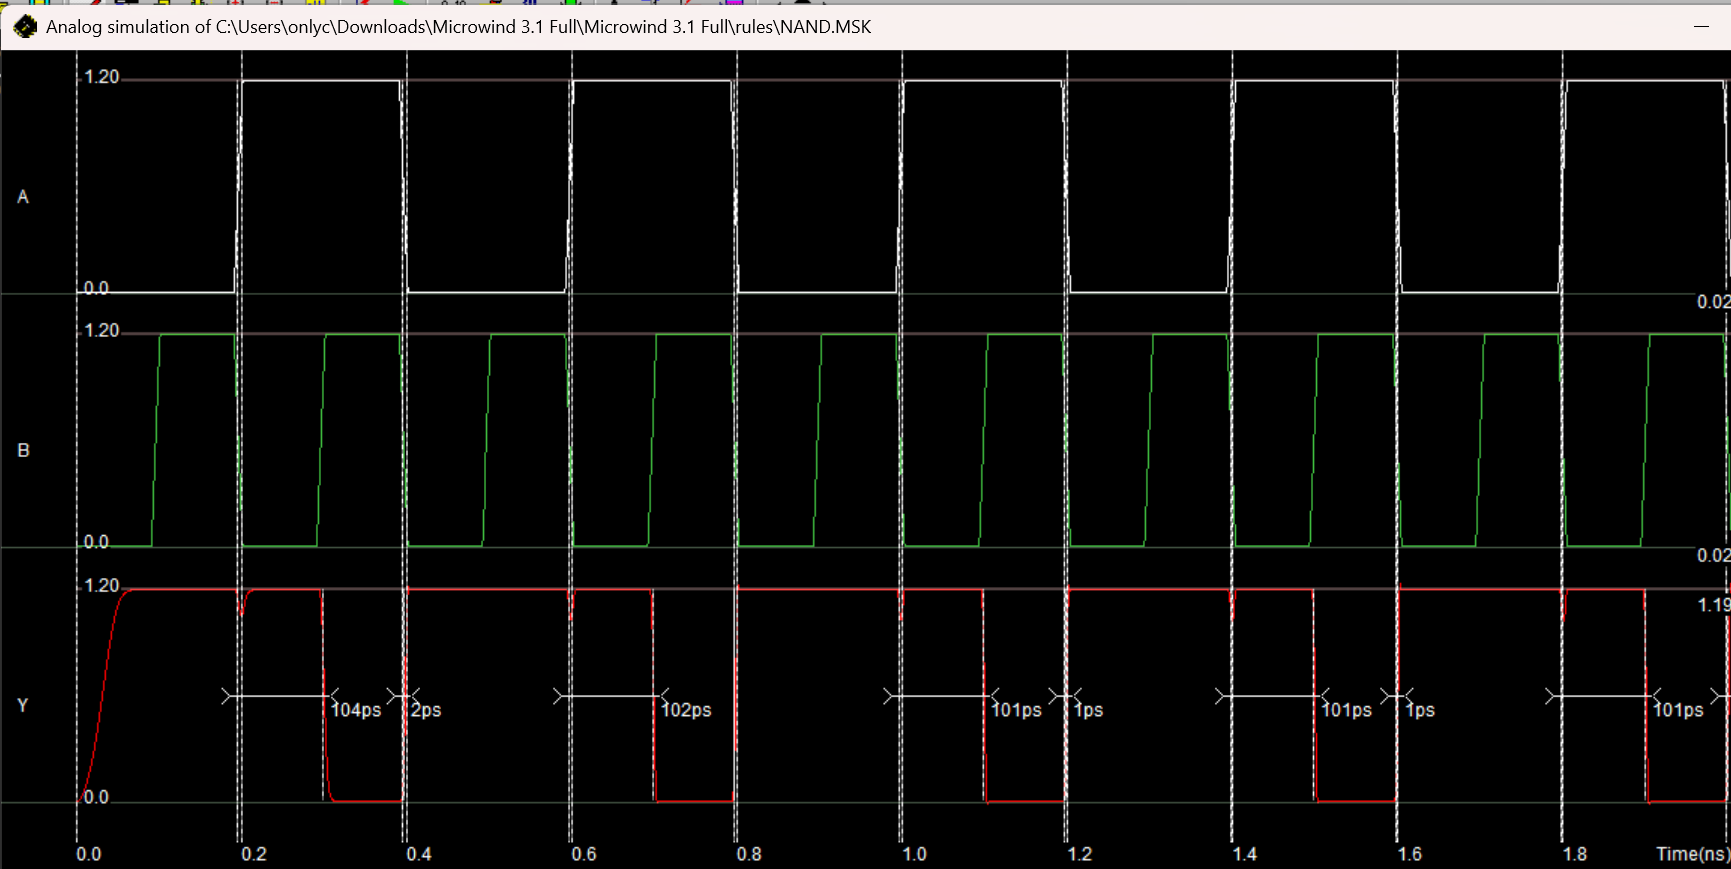 Analog simulation of C:\Users\onlyc\Downloads\Microwind 3.1 Full\Microwind 3.1 Full\rules\NAND.MSK
1.20
A
0.0
0.02
1.20
B
0.0
0.02
1.20
1.19
Y
104ps 2ps 102ps 101ps 1ps 101ps 1ps 101ps
0.0
0.0 0.2 0.4 0.6 0.8 1.0 1.2 1.4 1.6 1.8 Time(ns)